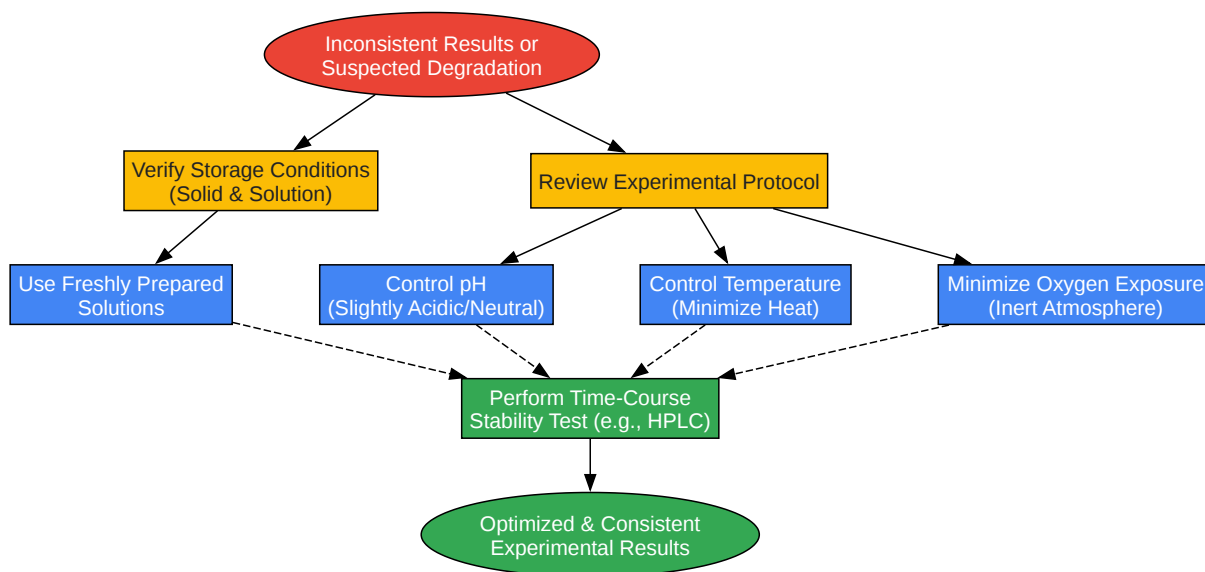 Inconsistent Results or
Suspected Degradation
Verify Storage Conditions
(Solid & Solution)
Review Experimental Protocol
Use Freshly Prepared
Solutions
Control pH
(Slightly Acidic/Neutral)
Control Temperature
(Minimize Heat)
Minimize Oxygen Exposure
(Inert Atmosphere)
Perform Time-Course
Stability Test (e.g., HPLC)
Optimized & Consistent
Experimental Results